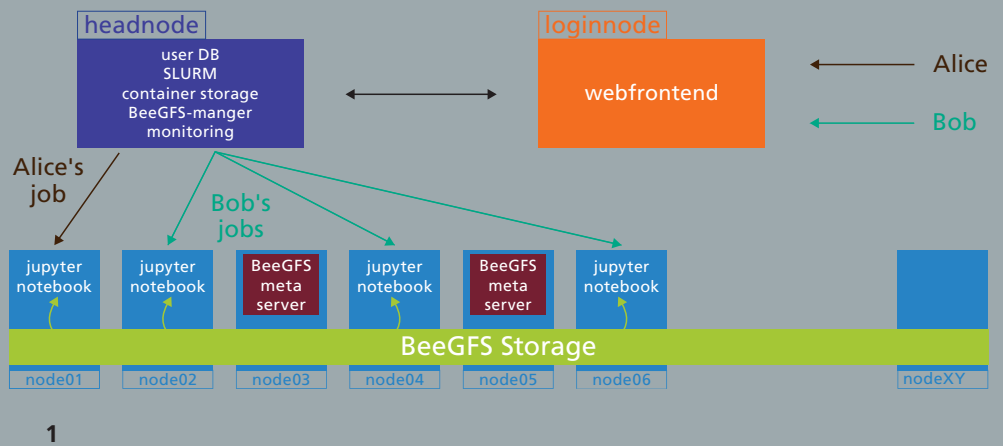 headnode
user DB
SLURM
container storage
BeeGFS-manger
monitoring
loginnode
webfrontend
Alice
Bob
Alice's
job
Bob's
jobs
jupyter
notebook
jupyter
notebook
BeeGFS
meta
server
jupyter
notebook
BeeGFS
meta
server
jupyter
notebook
BeeGFS Storage
node01
node02
node03
node04
node05
node06
nodeXY
1